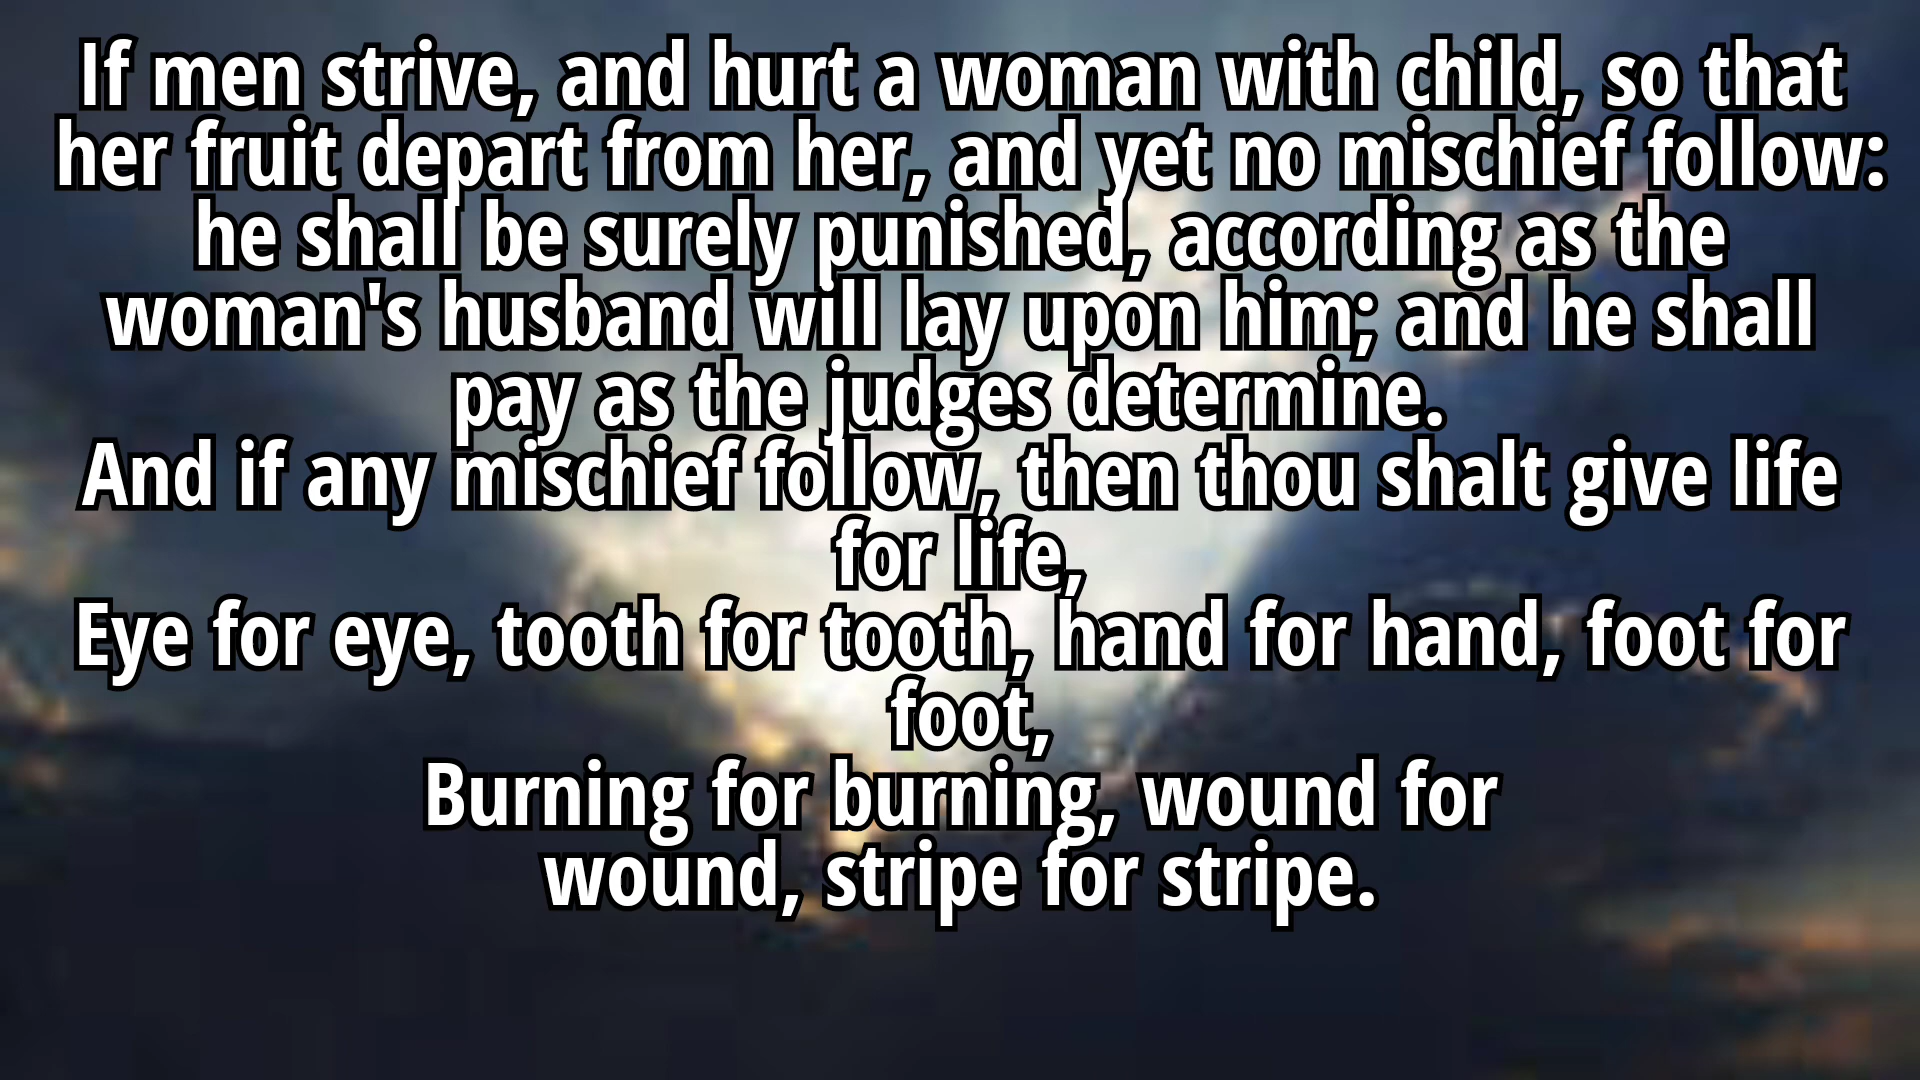 If men strive, and hurt a woman with child, so that
her fruit depart from her, and yet no mischief follow:
he shall be surely punished, according as the
woman's husband will lay upon him; and he shall
pay as the judges determine.
And if any mischief follow, then thou shalt give life
for life,
Eye for eye, tooth for tooth, hand for hand, foot for
foot,
Burning for burning, wound for
wound, stripe for stripe.